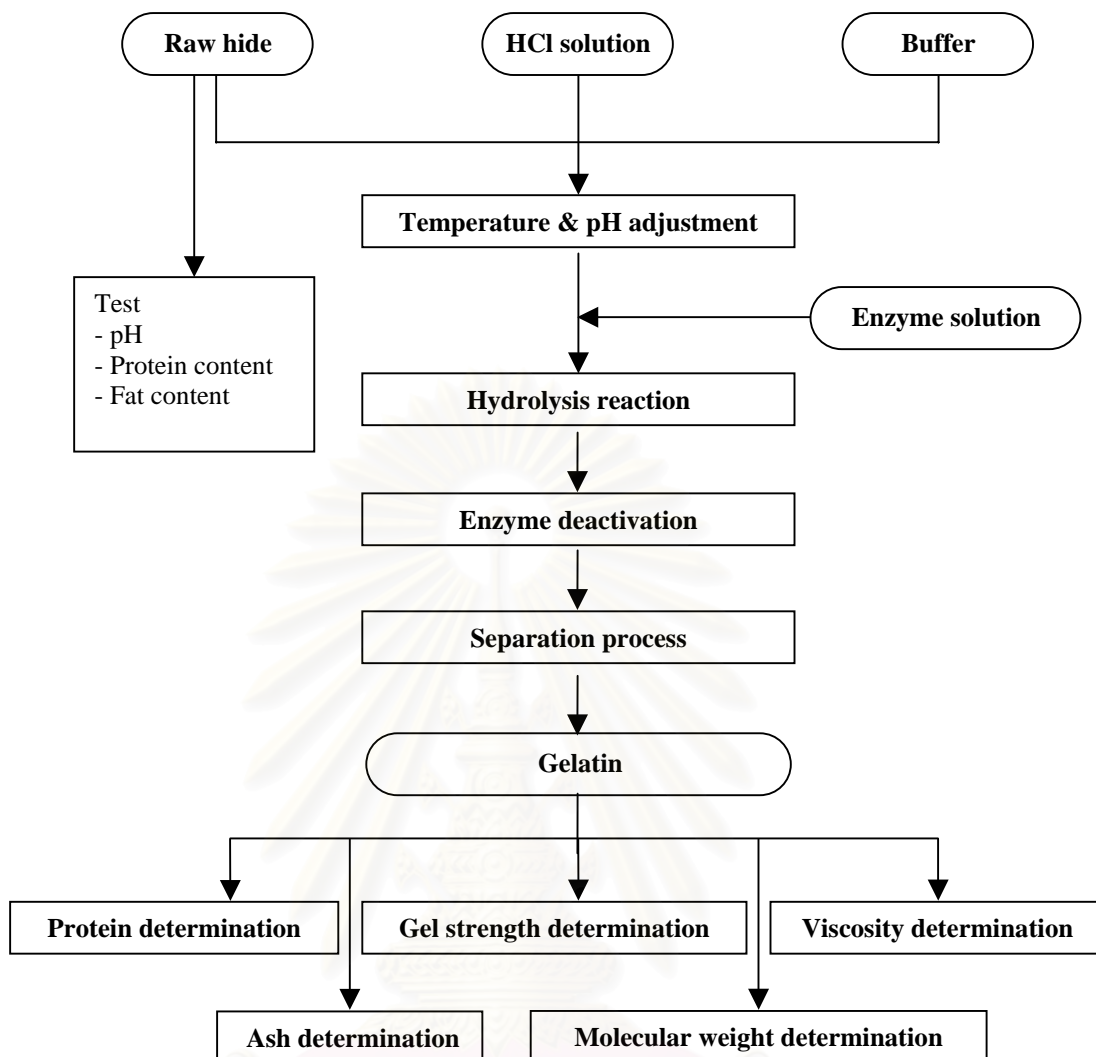 Raw hide
HCl solution
Buffer
Temperature & pH adjustment
Test
- pH
- Protein content
- Fat content
Enzyme solution
Hydrolysis reaction
Enzyme deactivation
Separation process
Gelatin
Protein determination
Gel strength determination
Viscosity determination
Ash determination
Molecular weight determination